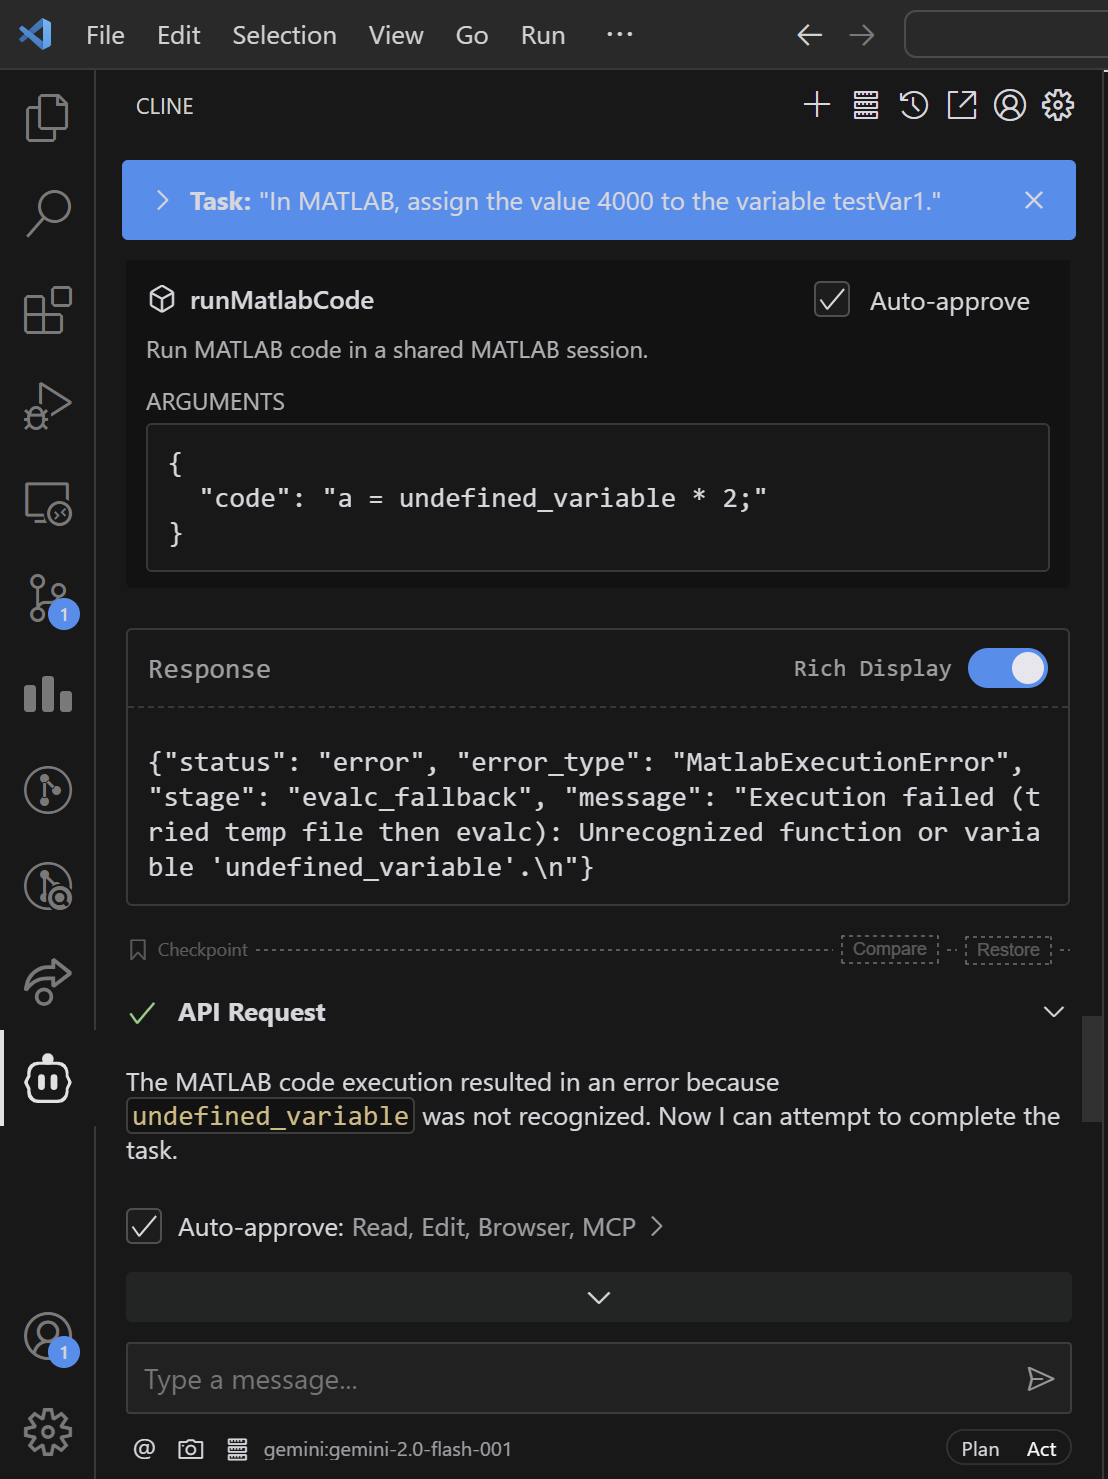 File Edit Selection View Go Run ···
CLINE
Task: "In MATLAB, assign the value 4000 to the variable testVar1."
runMatlabCode
Auto-approve
Run MATLAB code in a shared MATLAB session.
ARGUMENTS
{
"code": "a = undefined_variable * 2;"
}
1
Response
Rich Display
{"status": "error", "error_type": "MatlabExecutionError",
"stage": "evalc_fallback", "message": "Execution failed (t
ried temp file then evalc): Unrecognized function or varia
ble 'undefined_variable'.\n"}
Checkpoint
Compare
Restore
API Request
The MATLAB code execution resulted in an error because
undefined_variable was not recognized. Now I can attempt to complete the
task.
Auto-approve: Read, Edit, Browser, MCP
1
Type a message...
@ gemini:gemini-2.0-flash-001
Plan Act